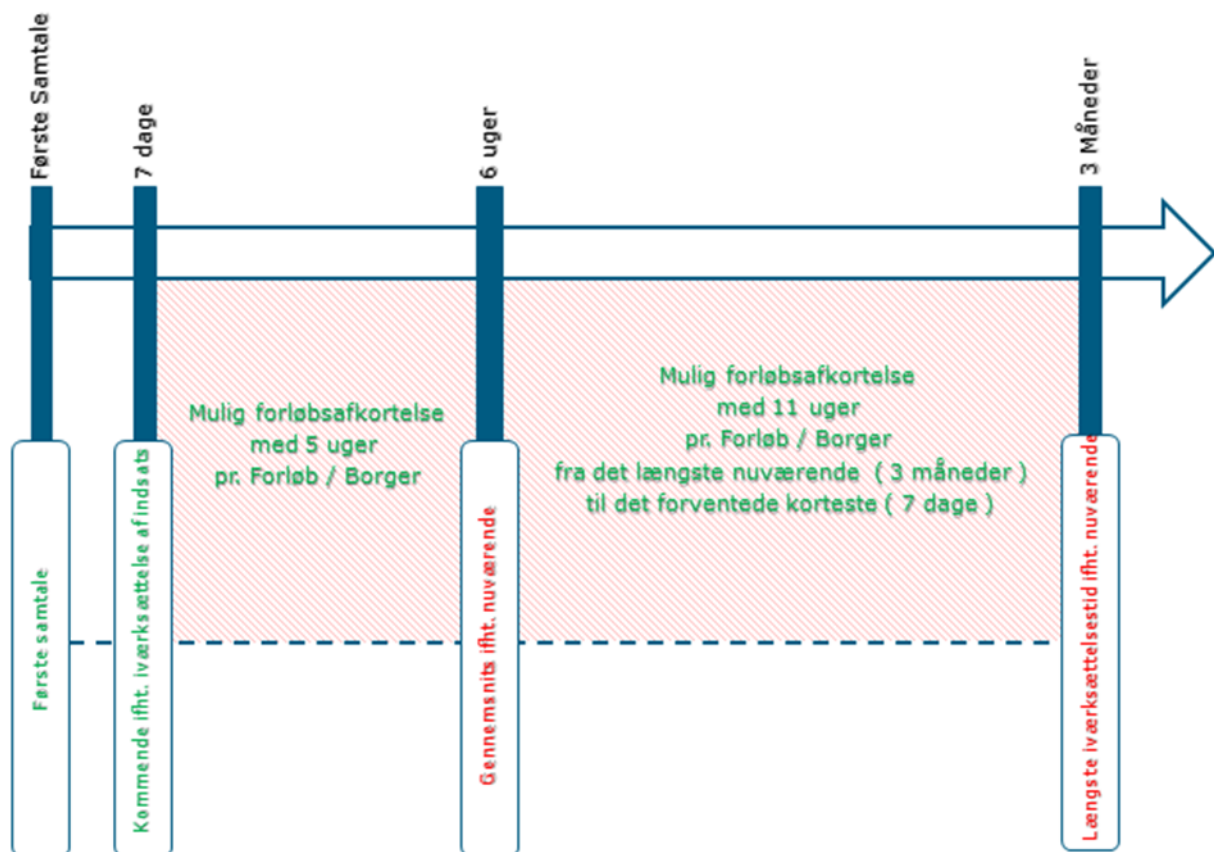 Første Samtale
7 dage
6 uger
3 Måneder
Mulig forløbsafkortelse
med 5 uger
pr. Forløb / Borger
Mulig forløbsafkortelse
med 11 uger
pr. Forløb / Borger
fra det længste nuværende ( 3 måneder )
til det forventede korteste ( 7 dage )
Første samtale
Kommende ifht. iværksættelse af indsats
Gennemsnits ifht. nuværende
Længste iværksættelsestid ifht. nuværende